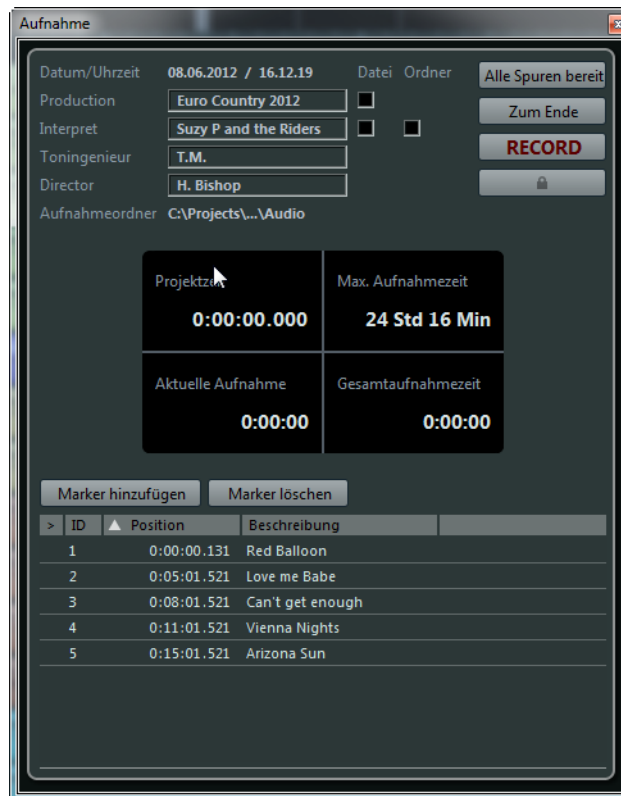 Aufnahme
Datum/Uhrzeit 08.06.2012 / 16.12.19 Datei Ordner Alle Spuren bereit
Production Euro Country 2012 Zum Ende
Interpret Suzy P and the Riders
RECORD
Toningenieur T.M.
Director H. Bishop
Aufnahmeordner C:\Projects\...\Audio
Max. Aufnahmezeit
0:00:00.000 24 Std 16 Min
Aktuelle Aufnahme Gesamtaufnahmezeit
0:00:00 0:00:00
Marker hinzufügen Marker löschen
> ID Position Beschreibung
1 0:00:00.131 Red Balloon
2 0:05:01.521 Love me Babe
3 0:08:01.521 Can't get enough
4 0:11:01.521 Vienna Nights
5 0:15:01.521 Arizona Sun